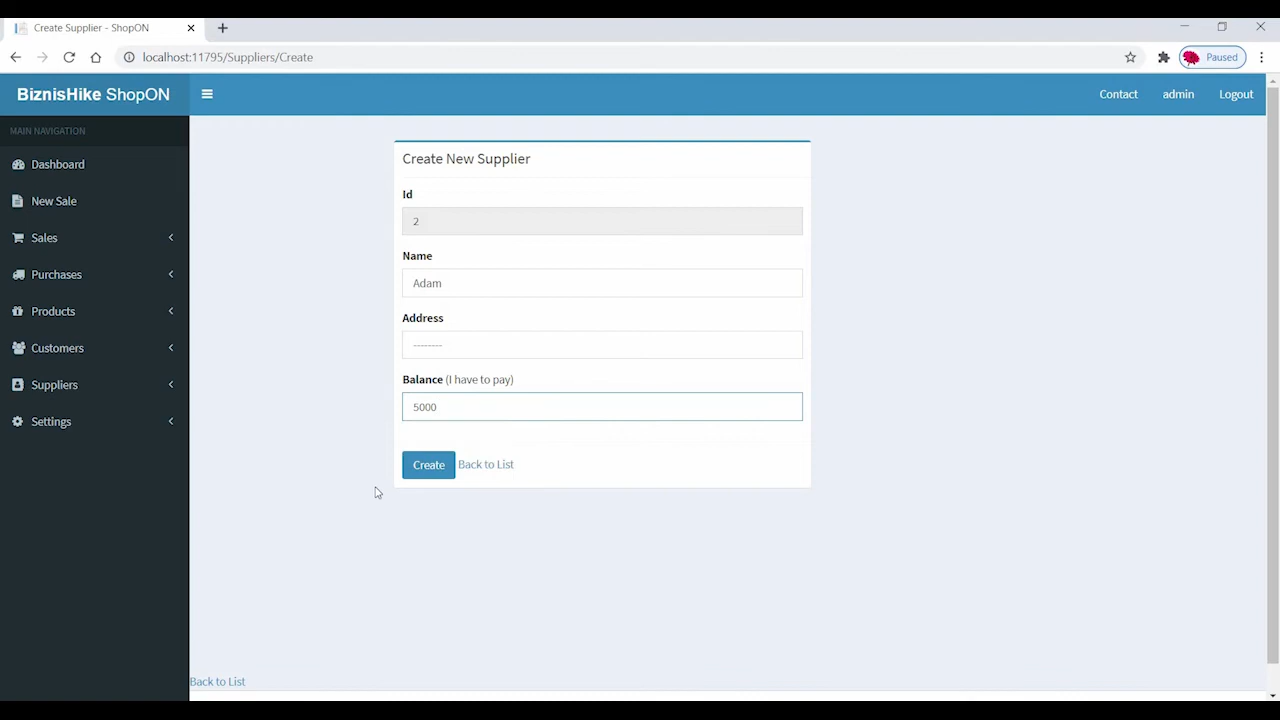 Create Supplier - ShopON
localhost:11795/Suppliers/Create
Paused
BiznisHike ShopON
Contact
admin
Logout
MAIN NAVIGATION
Dashboard
New Sale
Sales
Purchases
Products
Customers
Suppliers
Settings
Create New Supplier
Id
2
Name
Adam
Address
--------
Balance (I have to pay)
5000
Create Back to List
Back to List